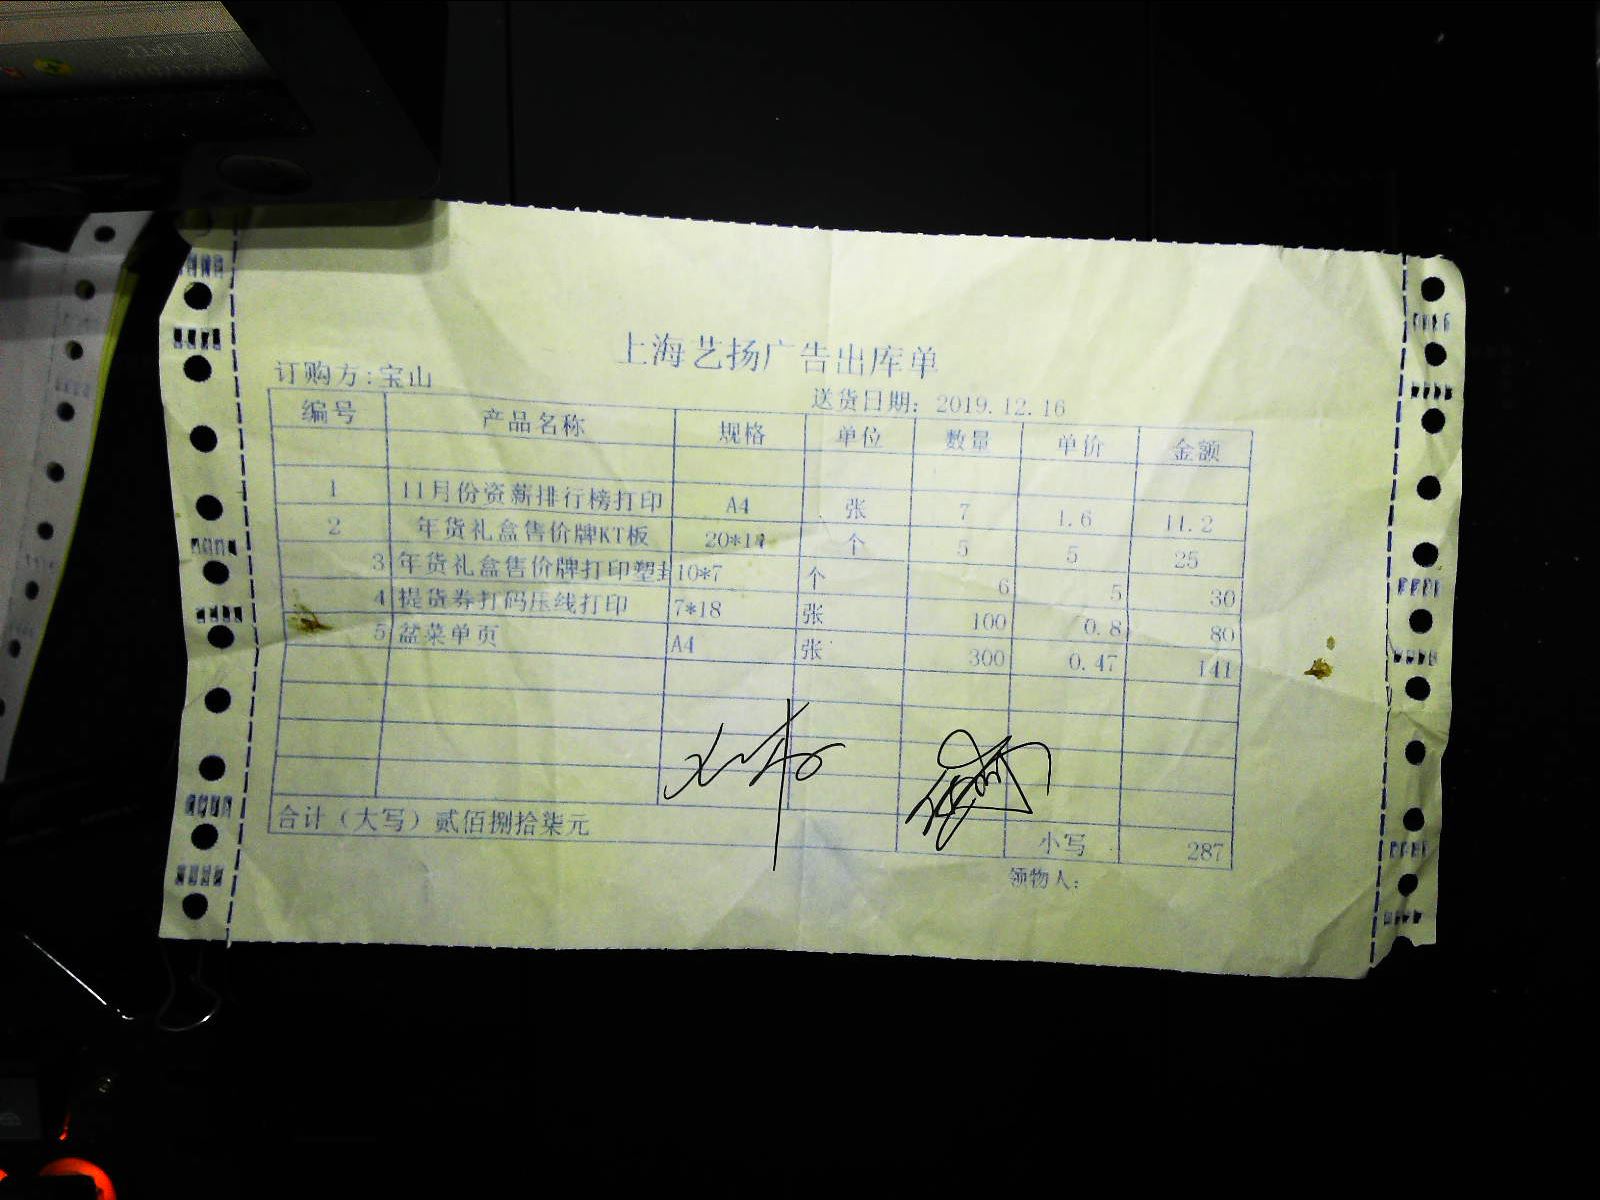 21:01
上海艺扬广告出库单
订购方:宝山
送货日期: 2019.12.16
编号 产品名称 规格 单位 数量 单价 金额
1 11月份资薪排行榜打印 A4 张 7 1.6 11.2
2 年货礼盒售价牌KT板 20*14 个 5 5 25
3 年货礼盒售价牌打印塑封 10*7 个 6 5 30
4 提货券打码压线打印 7*18 张 100 0.8 80
5 盆菜单页 A4 张 300 0.47 141
合计（大写）贰佰捌拾柒元 小写 287
领物人: